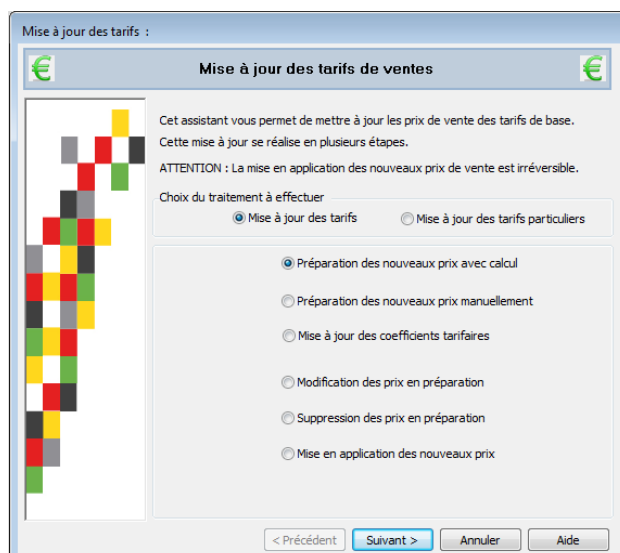 Mise à jour des tarifs :
€ Mise à jour des tarifs de ventes €
Cet assistant vous permet de mettre à jour les prix de vente des tarifs de base.
Cette mise à jour se réalise en plusieurs étapes.
ATTENTION : La mise en application des nouveaux prix de vente est irréversible.
Choix du traitement à effectuer
Mise à jour des tarifs Mise à jour des tarifs particuliers
Préparation des nouveaux prix avec calcul
Préparation des nouveaux prix manuellement
Mise à jour des coefficients tarifaires
Modification des prix en préparation
Suppression des prix en préparation
Mise en application des nouveaux prix
< Précédent Suivant > Annuler Aide